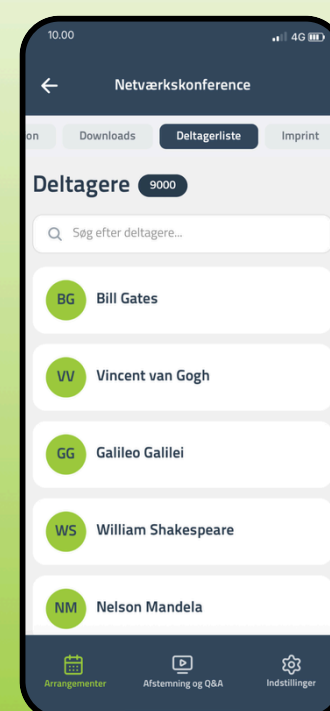 10.00 4G
Netværkskonference
on Downloads Deltagerliste Imprint
Deltagere 9000
Søg efter deltagere...
BG Bill Gates
VV Vincent van Gogh
GG Galileo Galilei
WS William Shakespeare
NM Nelson Mandela
Arrangementer Afstemning og Q&A Indstillinger